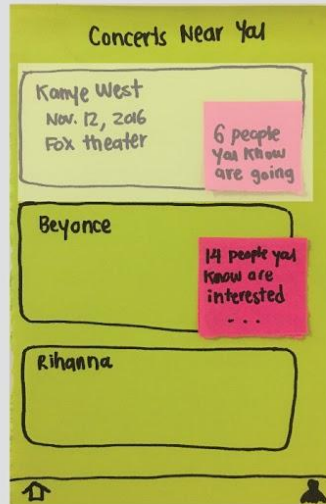 Concerts Near You
Kanye West
Nov. 12, 2016
Fox theater
6 people
you know
are going
Beyonce
14 people you
know are
interested
...
Rihanna